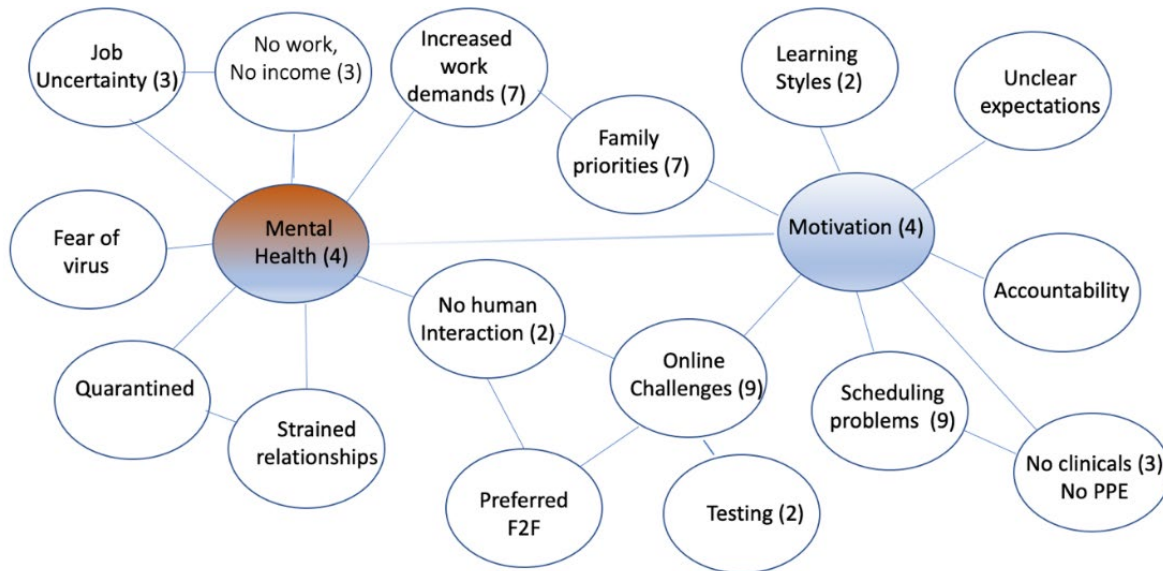 Job
Uncertainty (3)
No work,
No income (3)
Increased
work
demands (7)
Family
priorities (7)
Learning
Styles (2)
Unclear
expectations
Fear of
virus
Mental
Health (4)
Motivation (4)
Accountability
No human
Interaction (2)
Online
Challenges (9)
Scheduling
problems (9)
Quarantined
Strained
relationships
Preferred
F2F
Testing (2)
No clinicals (3)
No PPE